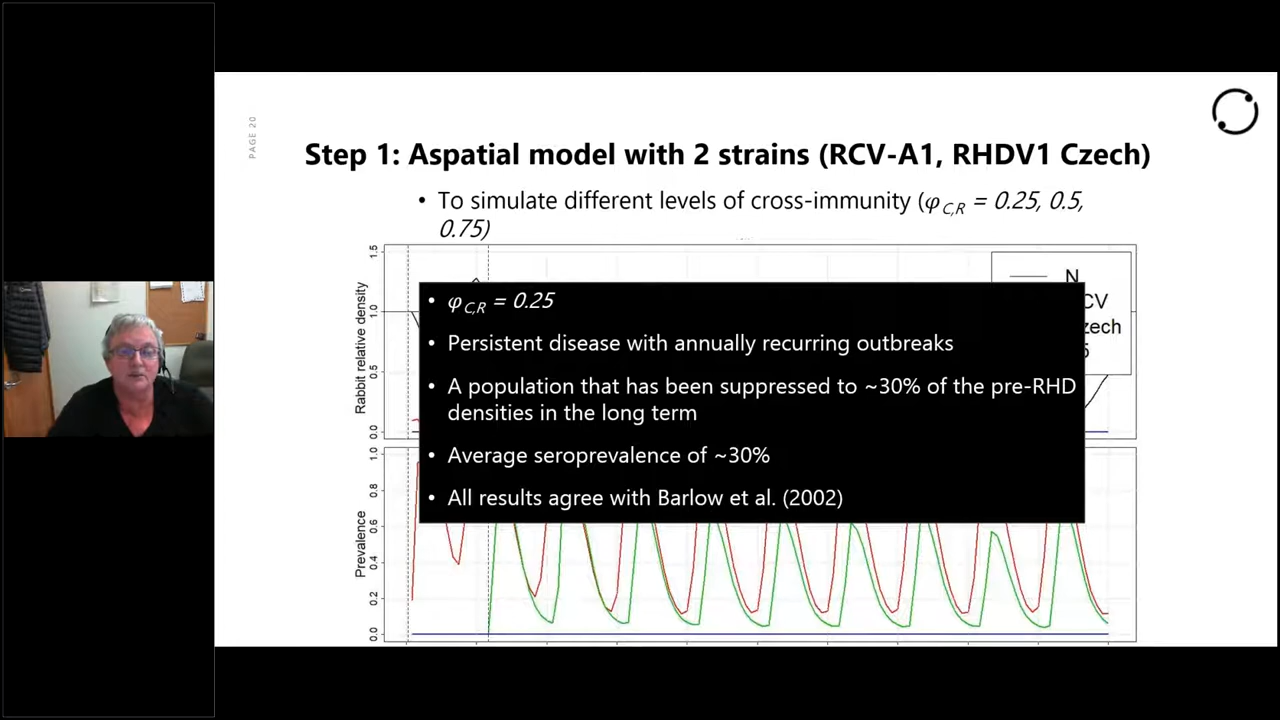 PAGE 20
Step 1: Aspatial model with 2 strains (RCV-A1, RHDV1 Czech)
• To simulate different levels of cross-immunity (φ C,R = 0.25, 0.5,
0.75)
Rabbit relative density
1.5
1.0
0.5
0.0
N
CV
zech
• φ C,R = 0.25
• Persistent disease with annually recurring outbreaks
• A population that has been suppressed to ~30% of the pre-RHD
densities in the long term
• Average seroprevalence of ~30%
• All results agree with Barlow et al. (2002)
Prevalence
1.0
0.8
0.6
0.4
0.2
0.0